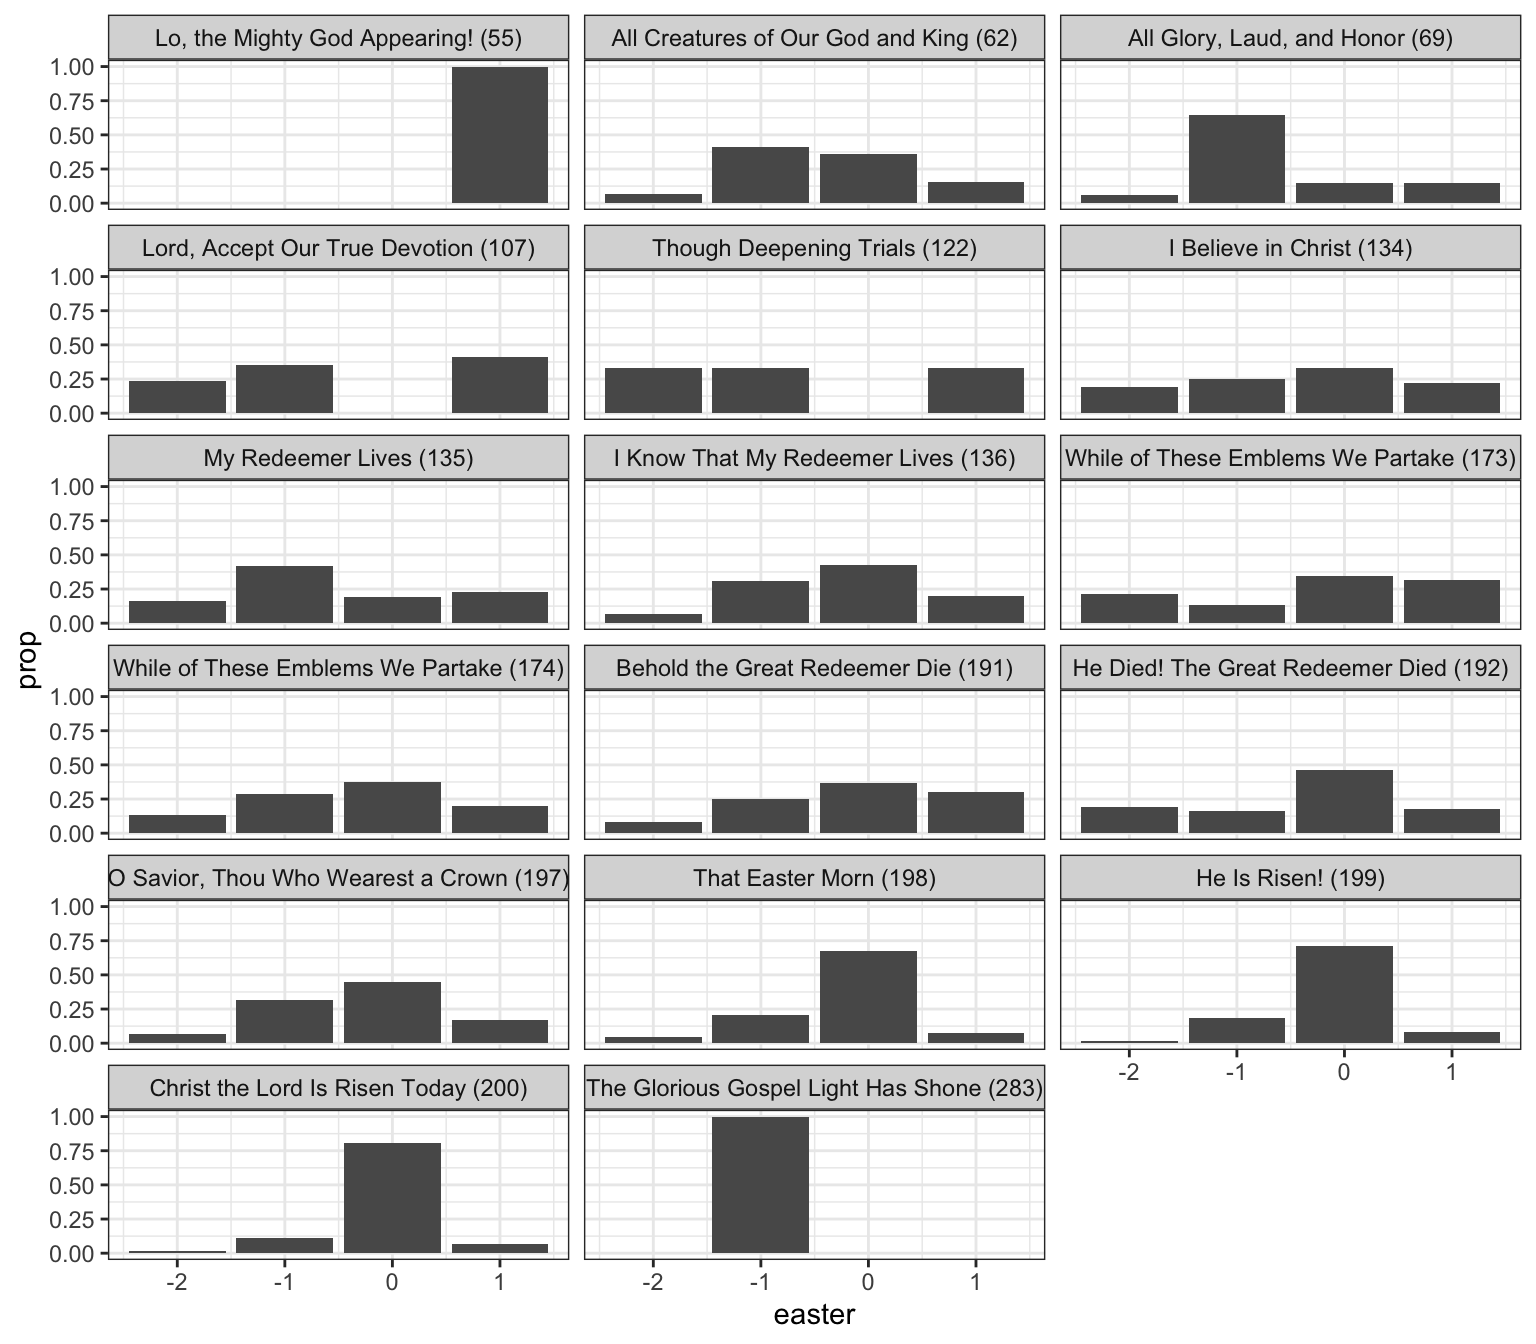 Lo, the Mighty God Appearing! (55)
All Creatures of Our God and King (62)
All Glory, Laud, and Honor (69)
1.00
0.75
0.50
0.25
0.00
Lord, Accept Our True Devotion (107)
Though Deepening Trials (122)
I Believe in Christ (134)
1.00
0.75
0.50
0.25
0.00
My Redeemer Lives (135)
I Know That My Redeemer Lives (136)
While of These Emblems We Partake (173)
1.00
0.75
0.50
0.25
0.00
prop
While of These Emblems We Partake (174)
Behold the Great Redeemer Die (191)
He Died! The Great Redeemer Died (192)
1.00
0.75
0.50
0.25
0.00
O Savior, Thou Who Wearest a Crown (197)
That Easter Morn (198)
He Is Risen! (199)
1.00
0.75
0.50
0.25
0.00
-2 -1 0 1
Christ the Lord Is Risen Today (200)
The Glorious Gospel Light Has Shone (283)
1.00
0.75
0.50
0.25
0.00
-2 -1 0 1
-2 -1 0 1
easter